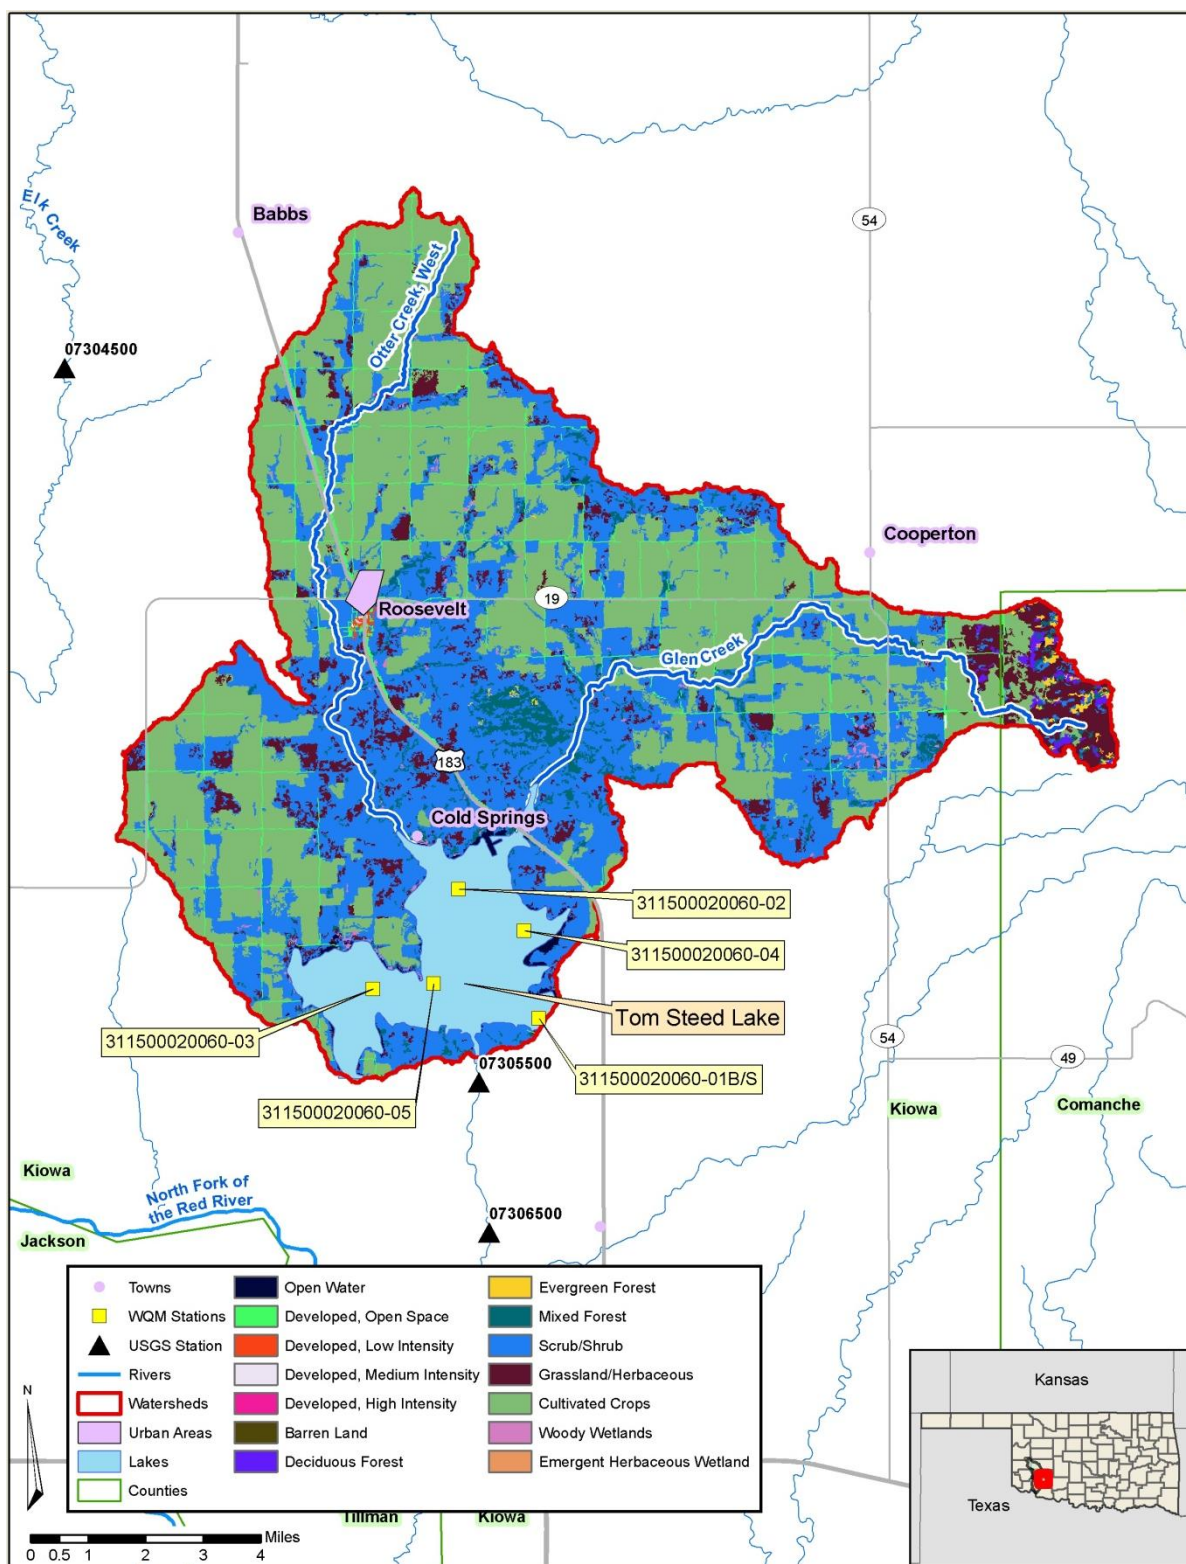 Elk Creek
Babbs
54
Otter Creek, West
07304500
Cooperton
19
Roosevelt
Glen Creek
183
Cold Springs
311500020060-02
311500020060-04
Tom Steed Lake
311500020060-03
07305500
311500020060-01B/S
311500020060-05
54
49
Kiowa
Comanche
Kiowa
North Fork of
the Red River
Jackson
07306500
Towns
WQM Stations
USGS Station
Rivers
Watersheds
Urban Areas
Lakes
Counties
Open Water
Developed, Open Space
Developed, Low Intensity
Developed, Medium Intensity
Developed, High Intensity
Barren Land
Deciduous Forest
Evergreen Forest
Mixed Forest
Scrub/Shrub
Grassland/Herbaceous
Cultivated Crops
Woody Wetlands
Emergent Herbaceous Wetland
N
Tillman
Kiowa
Miles
0 0.5 1 2 3 4
Kansas
Texas